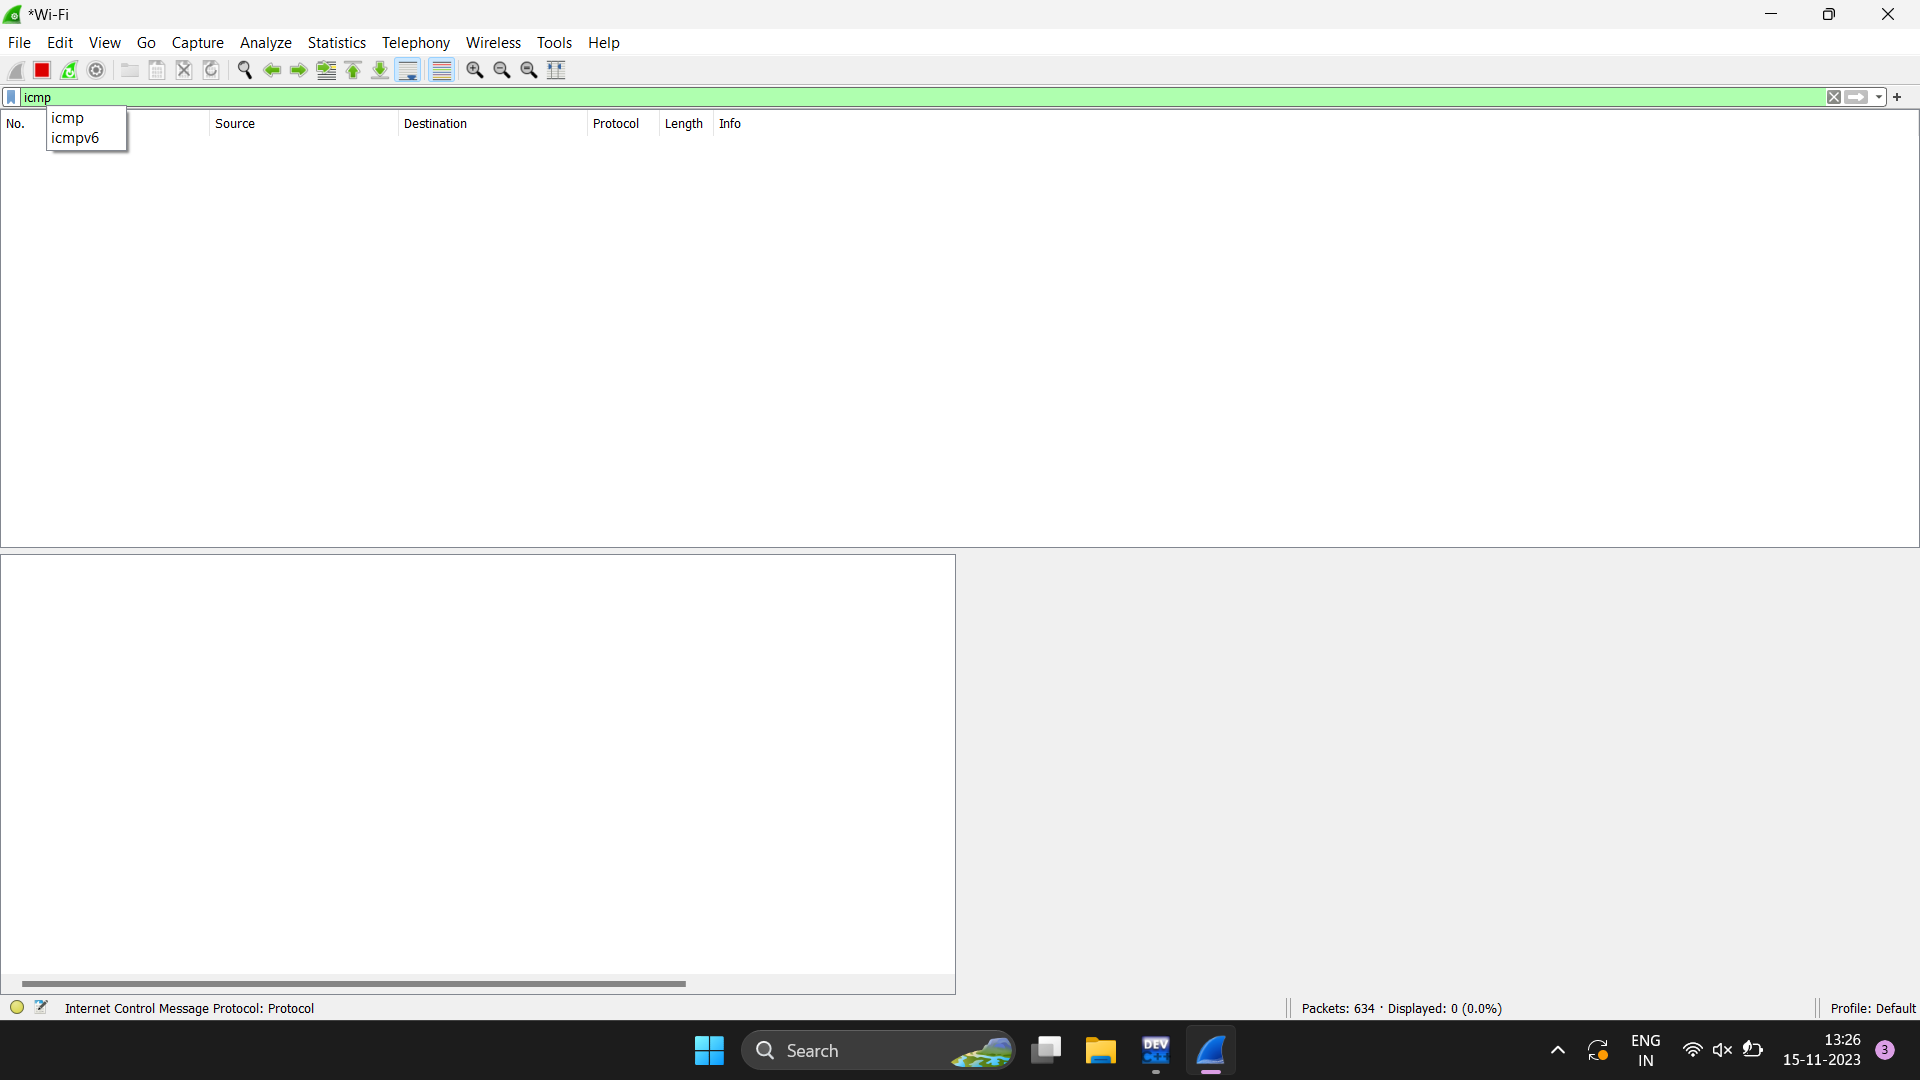 *Wi-Fi
File Edit View Go Capture Analyze Statistics Telephony Wireless Tools Help
icmp
icmp
icmpv6
No. Source Destination Protocol Length Info
Internet Control Message Protocol: Protocol
Packets: 634 · Displayed: 0 (0.0%)
Profile: Default
Search
DEV
C++
ENG
IN
13:26
15-11-2023
3